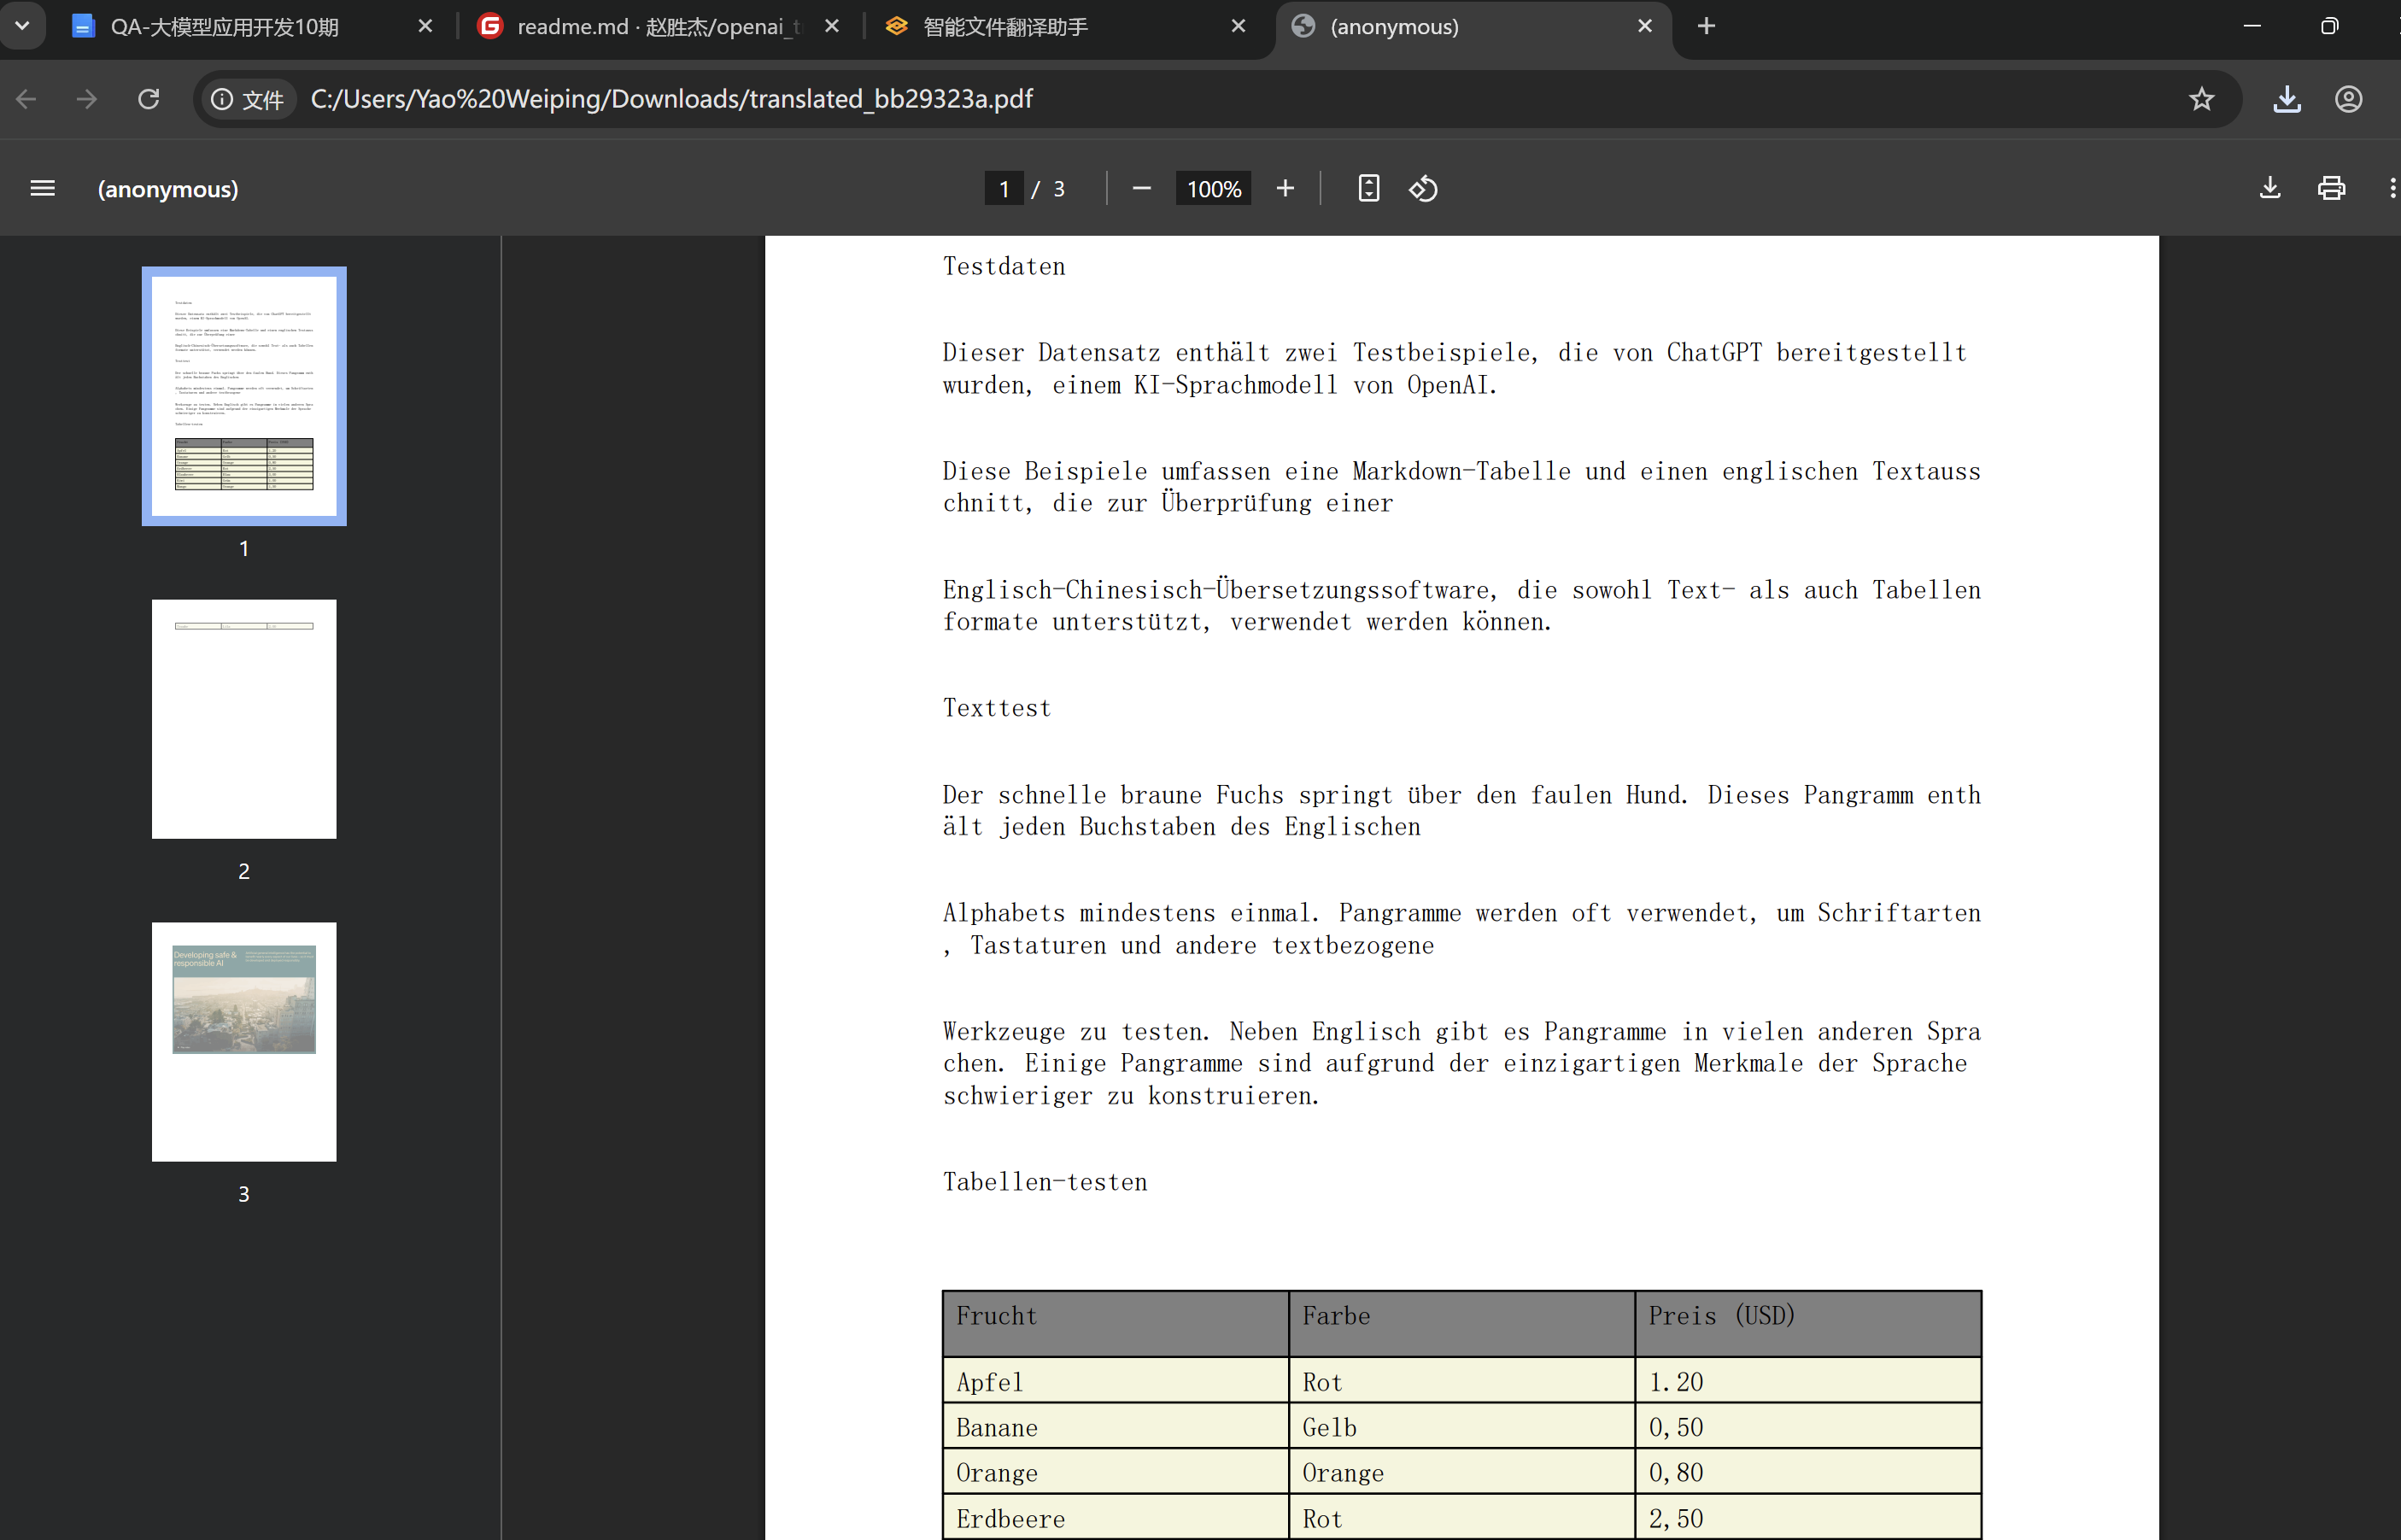 QA-大模型应用开发10期
readme.md · 赵胜杰/openai_t
智能文件翻译助手
(anonymous)
文件
C:/Users/Yao%20Weiping/Downloads/translated_bb29323a.pdf
(anonymous)
1 / 3
100%
1
2
Developing safe &
responsible AI
3
Testdaten
Dieser Datensatz enthält zwei Testbeispiele, die von ChatGPT bereitgestellt
wurden, einem KI-Sprachmodell von OpenAI.
Diese Beispiele umfassen eine Markdown-Tabelle und einen englischen Textauss
chnitt, die zur Überprüfung einer
Englisch-Chinesisch-Übersetzungssoftware, die sowohl Text- als auch Tabellen
formate unterstützt, verwendet werden können.
Texttest
Der schnelle braune Fuchs springt über den faulen Hund. Dieses Pangramm enth
ält jeden Buchstaben des Englischen
Alphabets mindestens einmal. Pangramme werden oft verwendet, um Schriftarten
, Tastaturen und andere textbezogene
Werkzeuge zu testen. Neben Englisch gibt es Pangramme in vielen anderen Spra
chen. Einige Pangramme sind aufgrund der einzigartigen Merkmale der Sprache
schwieriger zu konstruieren.
Tabellen-testen
Frucht Farbe Preis (USD)
Apfel Rot 1.20
Banane Gelb 0,50
Orange Orange 0,80
Erdbeere Rot 2,50